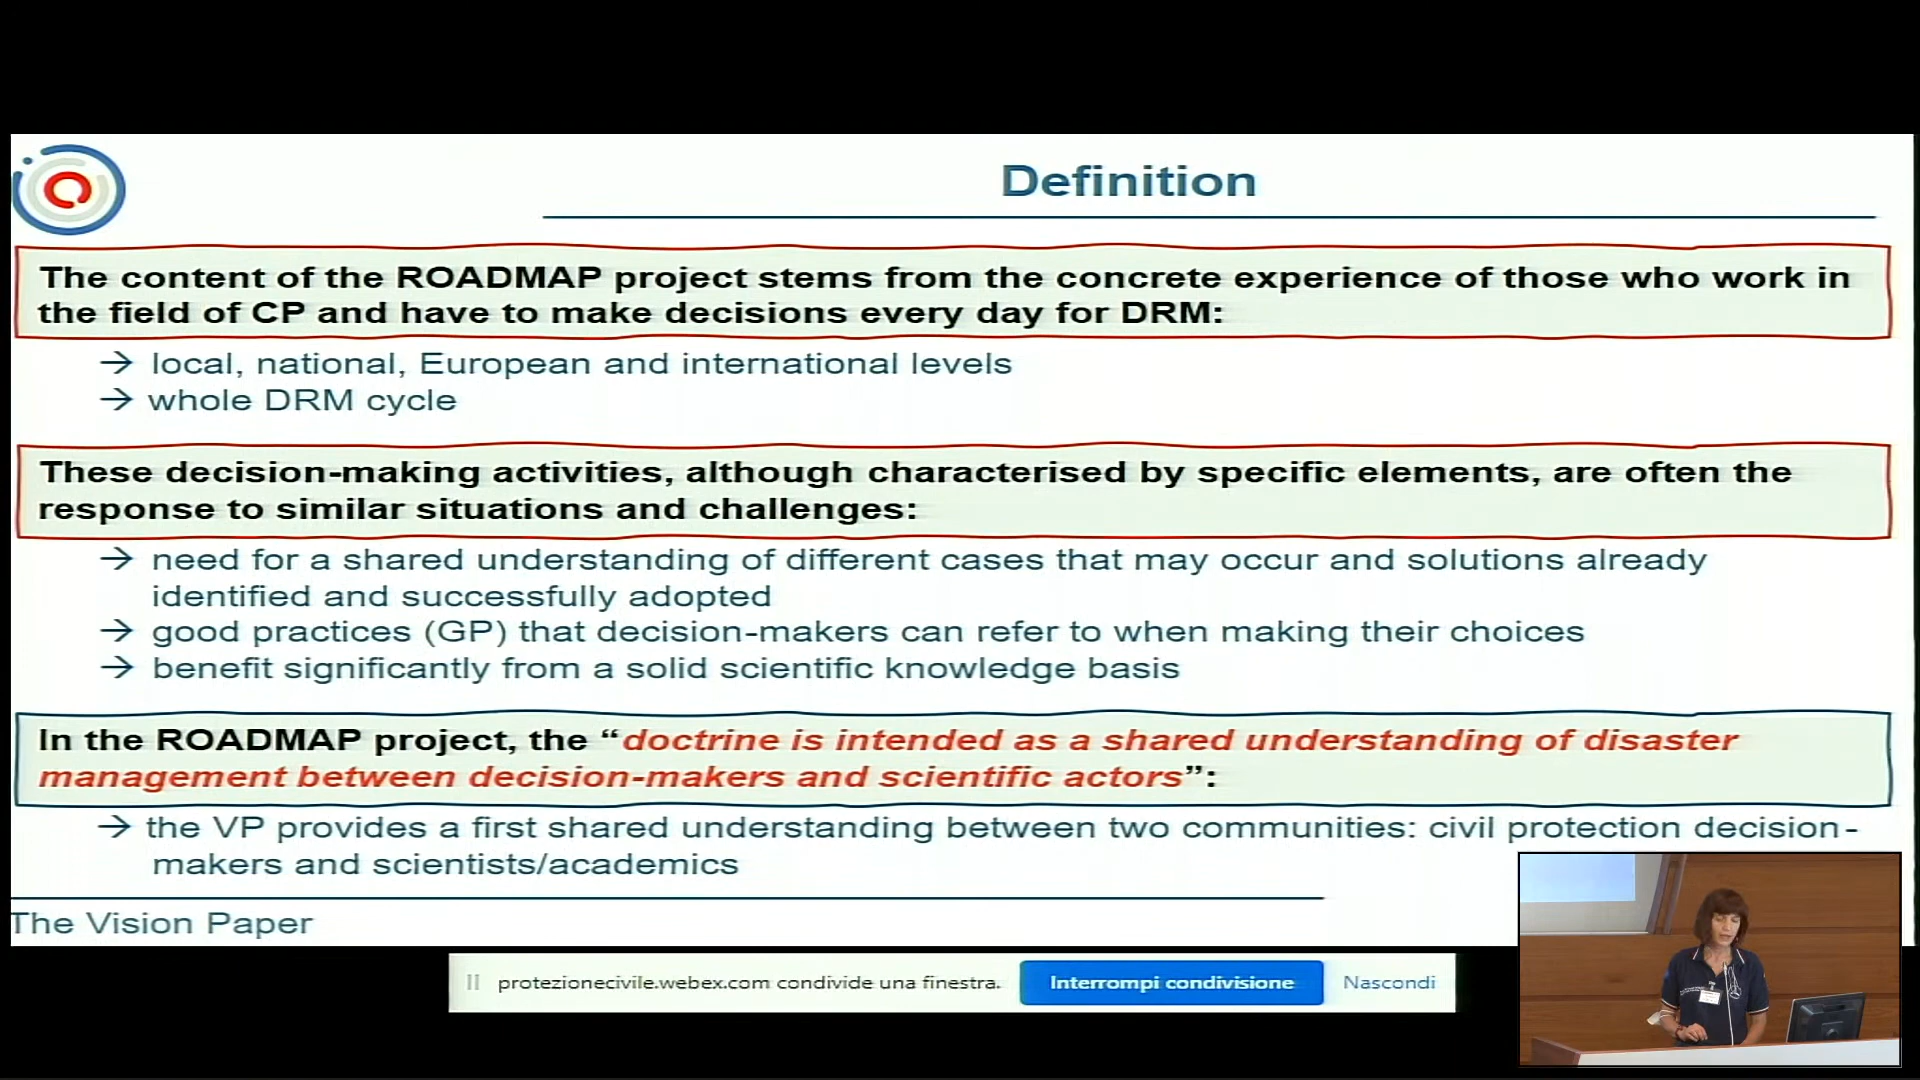 Definition
The content of the ROADMAP project stems from the concrete experience of those who work in
the field of CP and have to make decisions every day for DRM:
→ local, national, European and international levels
→ whole DRM cycle
These decision-making activities, although characterised by specific elements, are often the
response to similar situations and challenges:
→ need for a shared understanding of different cases that may occur and solutions already
identified and successfully adopted
→ good practices (GP) that decision-makers can refer to when making their choices
→ benefit significantly from a solid scientific knowledge basis
In the ROADMAP project, the “doctrine is intended as a shared understanding of disaster
management between decision-makers and scientific actors”:
→ the VP provides a first shared understanding between two communities: civil protection decision-
makers and scientists/academics
The Vision Paper
protezionecivile.webex.com condivide una finestra.
Interrompi condivisione
Nascondi